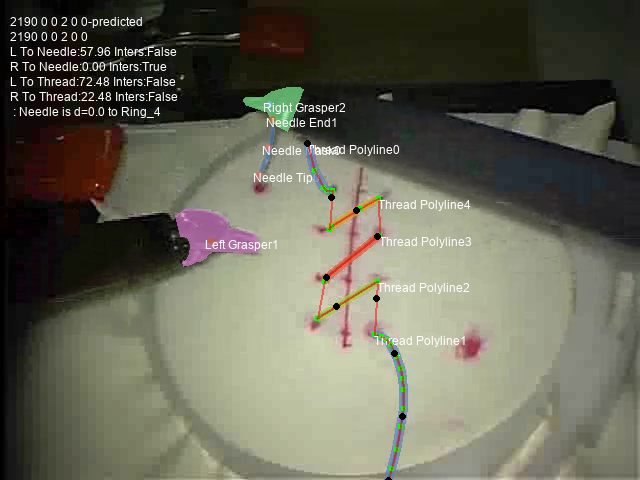 2190 0 0 2 0 0-predicted
2190 0 0 2 0 0
L To Needle:57.96 Inters:False
R To Needle:0.00 Inters:True
L To Thread:72.48 Inters:False
R To Thread:22.48 Inters:False
: Needle is d=0.0 to Ring_4
Right Grasper2
Needle End1
Needle
Thread Polyline0
Needle Tip
Thread Polyline4
Left Grasper1
Thread Polyline3
Thread Polyline2
Thread Polyline1